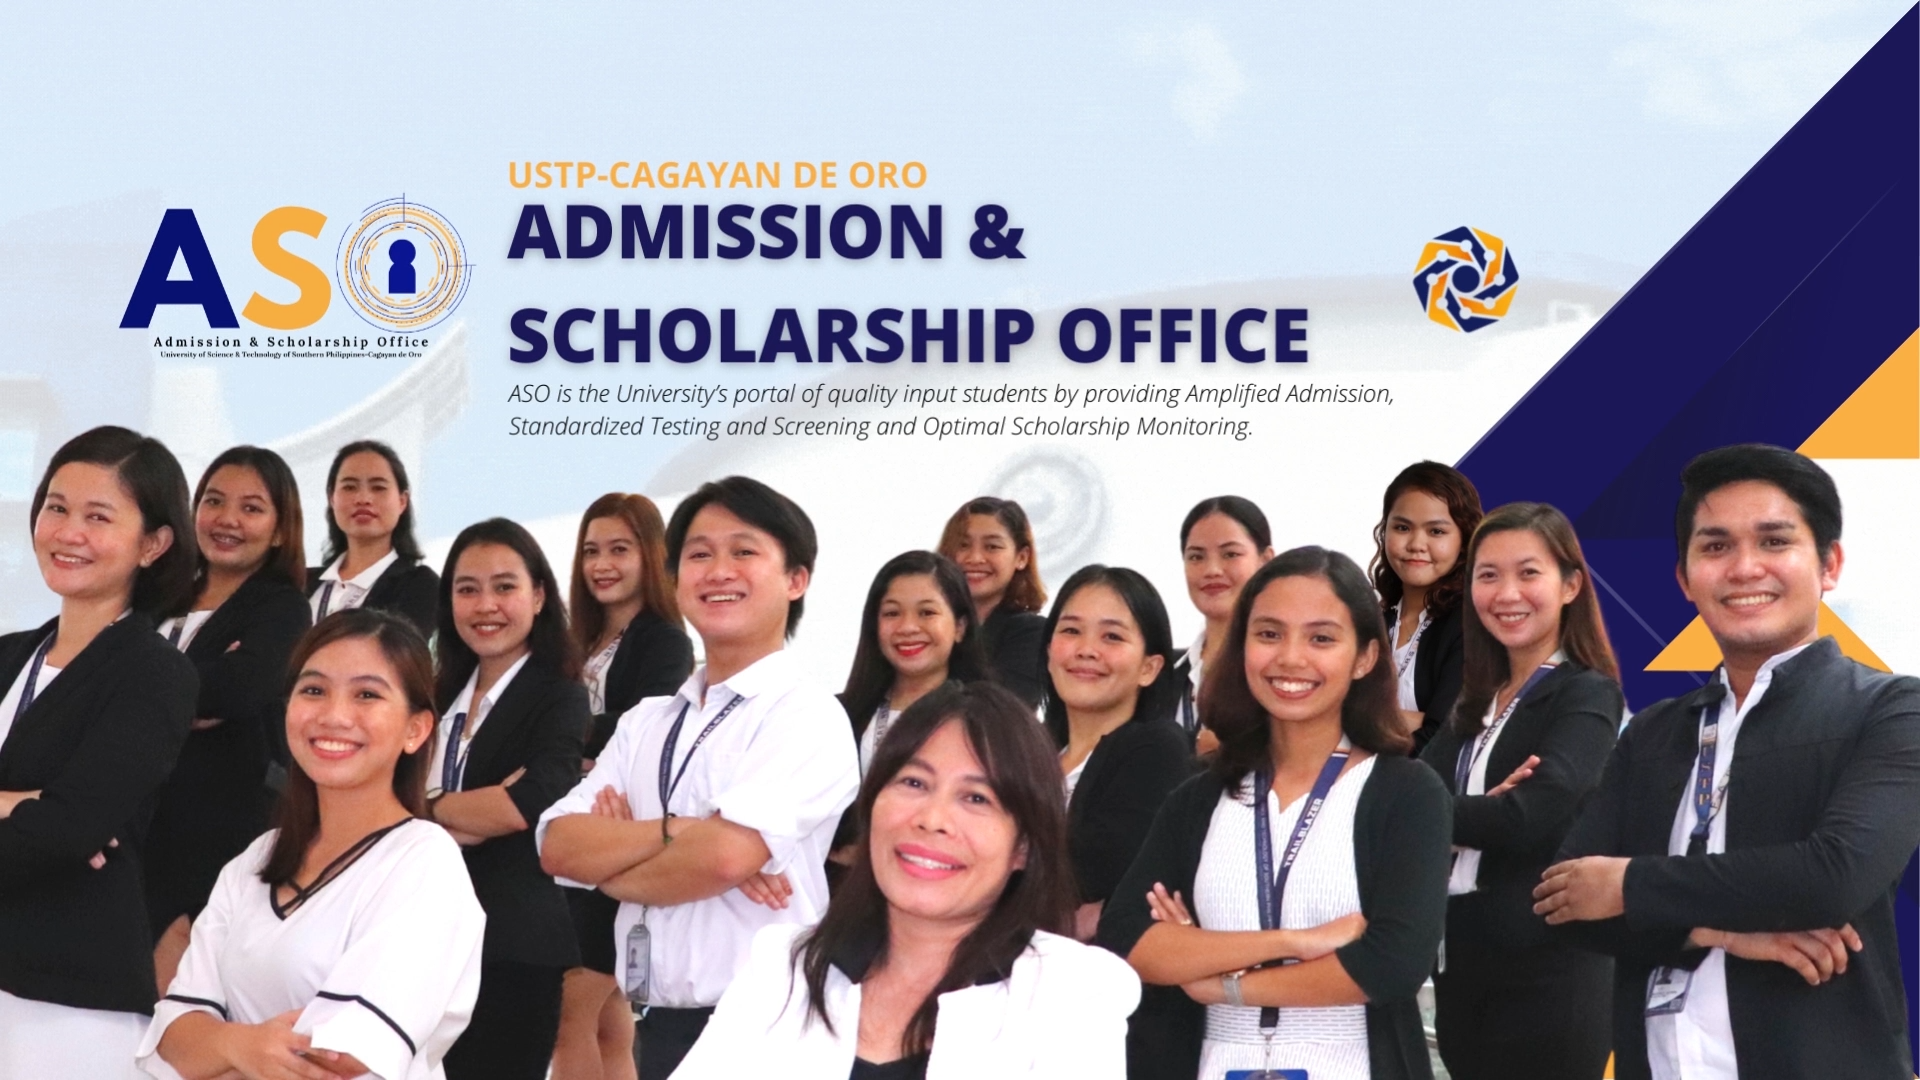 USTP-CAGAYAN DE ORO
ADMISSION &
SCHOLARSHIP OFFICE
ASO is the University’s portal of quality input students by providing Amplified Admission,
Standardized Testing and Screening and Optimal Scholarship Monitoring.
ASO
Admission & Scholarship Office
University of Science & Technology of Southern Philippines-Cagayan de Oro
TRAILBLAZER
TRAILBLAZER
USTP